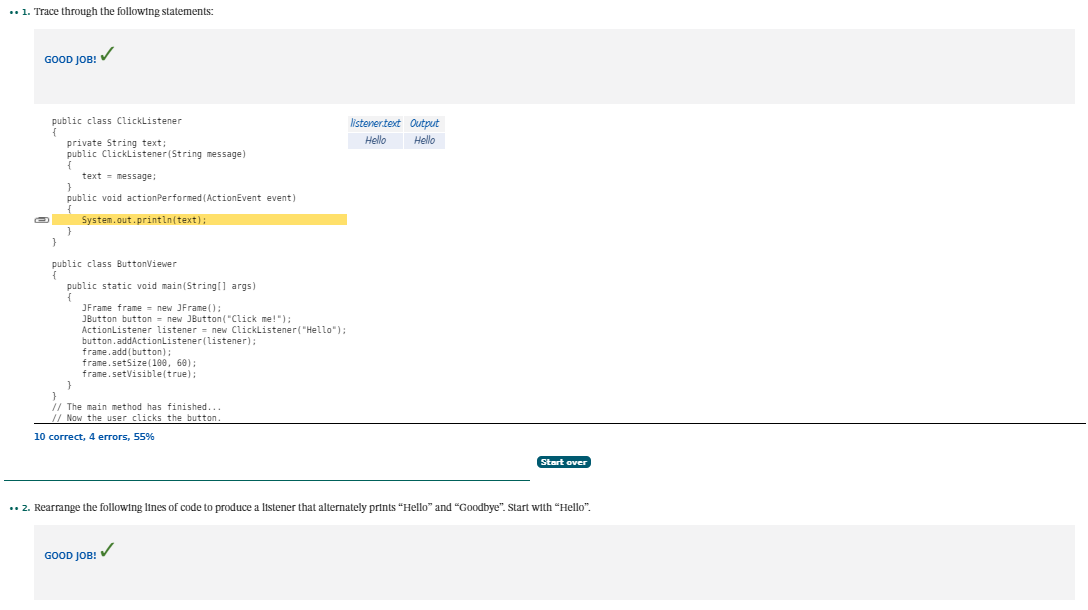 •• 1. Trace through the following statements:
GOOD JOB! ✓
public class ClickListener
{
   private String text;
   public ClickListener(String message)
   {
      text = message;
   }
   public void actionPerformed(ActionEvent event)
   {
      System.out.println(text);
   }
}
listener.text Output
Hello Hello
public class ButtonViewer
{
   public static void main(String[] args)
   {
      JFrame frame = new JFrame();
      JButton button = new JButton("Click me!");
      ActionListener listener = new ClickListener("Hello");
      button.addActionListener(listener);
      frame.add(button);
      frame.setSize(100, 60);
      frame.setVisible(true);
   }
}
// The main method has finished...
// Now the user clicks the button.
10 correct, 4 errors, 55%
Start over
•• 2. Rearrange the following lines of code to produce a listener that alternately prints “Hello” and “Goodbye”. Start with “Hello”.
GOOD JOB! ✓